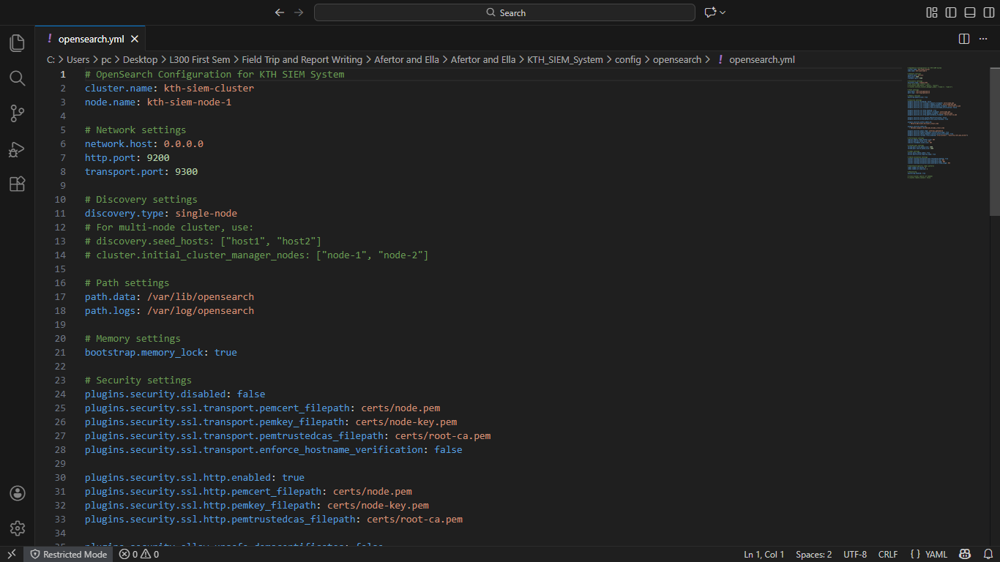 Search
! opensearch.yml ×
C: > Users > pc > Desktop > L300 First Sem > Field Trip and Report Writing > Afertor and Ella > Afertor and Ella > KTH_SIEM_System > config > opensearch > ! opensearch.yml
1 # OpenSearch Configuration for KTH SIEM System
2 cluster.name: kth-siem-cluster
3 node.name: kth-siem-node-1
4
5 # Network settings
6 network.host: 0.0.0.0
7 http.port: 9200
8 transport.port: 9300
9
10 # Discovery settings
11 discovery.type: single-node
12 # For multi-node cluster, use:
13 # discovery.seed_hosts: ["host1", "host2"]
14 # cluster.initial_cluster_manager_nodes: ["node-1", "node-2"]
15
16 # Path settings
17 path.data: /var/lib/opensearch
18 path.logs: /var/log/opensearch
19
20 # Memory settings
21 bootstrap.memory_lock: true
22
23 # Security settings
24 plugins.security.disabled: false
25 plugins.security.ssl.transport.pemcert_filepath: certs/node.pem
26 plugins.security.ssl.transport.pemkey_filepath: certs/node-key.pem
27 plugins.security.ssl.transport.pemtrustedcas_filepath: certs/root-ca.pem
28 plugins.security.ssl.transport.enforce_hostname_verification: false
29
30 plugins.security.ssl.http.enabled: true
31 plugins.security.ssl.http.pemcert_filepath: certs/node.pem
32 plugins.security.ssl.http.pemkey_filepath: certs/node-key.pem
33 plugins.security.ssl.http.pemtrustedcas_filepath: certs/root-ca.pem
34
Restricted Mode 0 0 Ln 1, Col 1 Spaces: 2 UTF-8 CRLF { } YAML